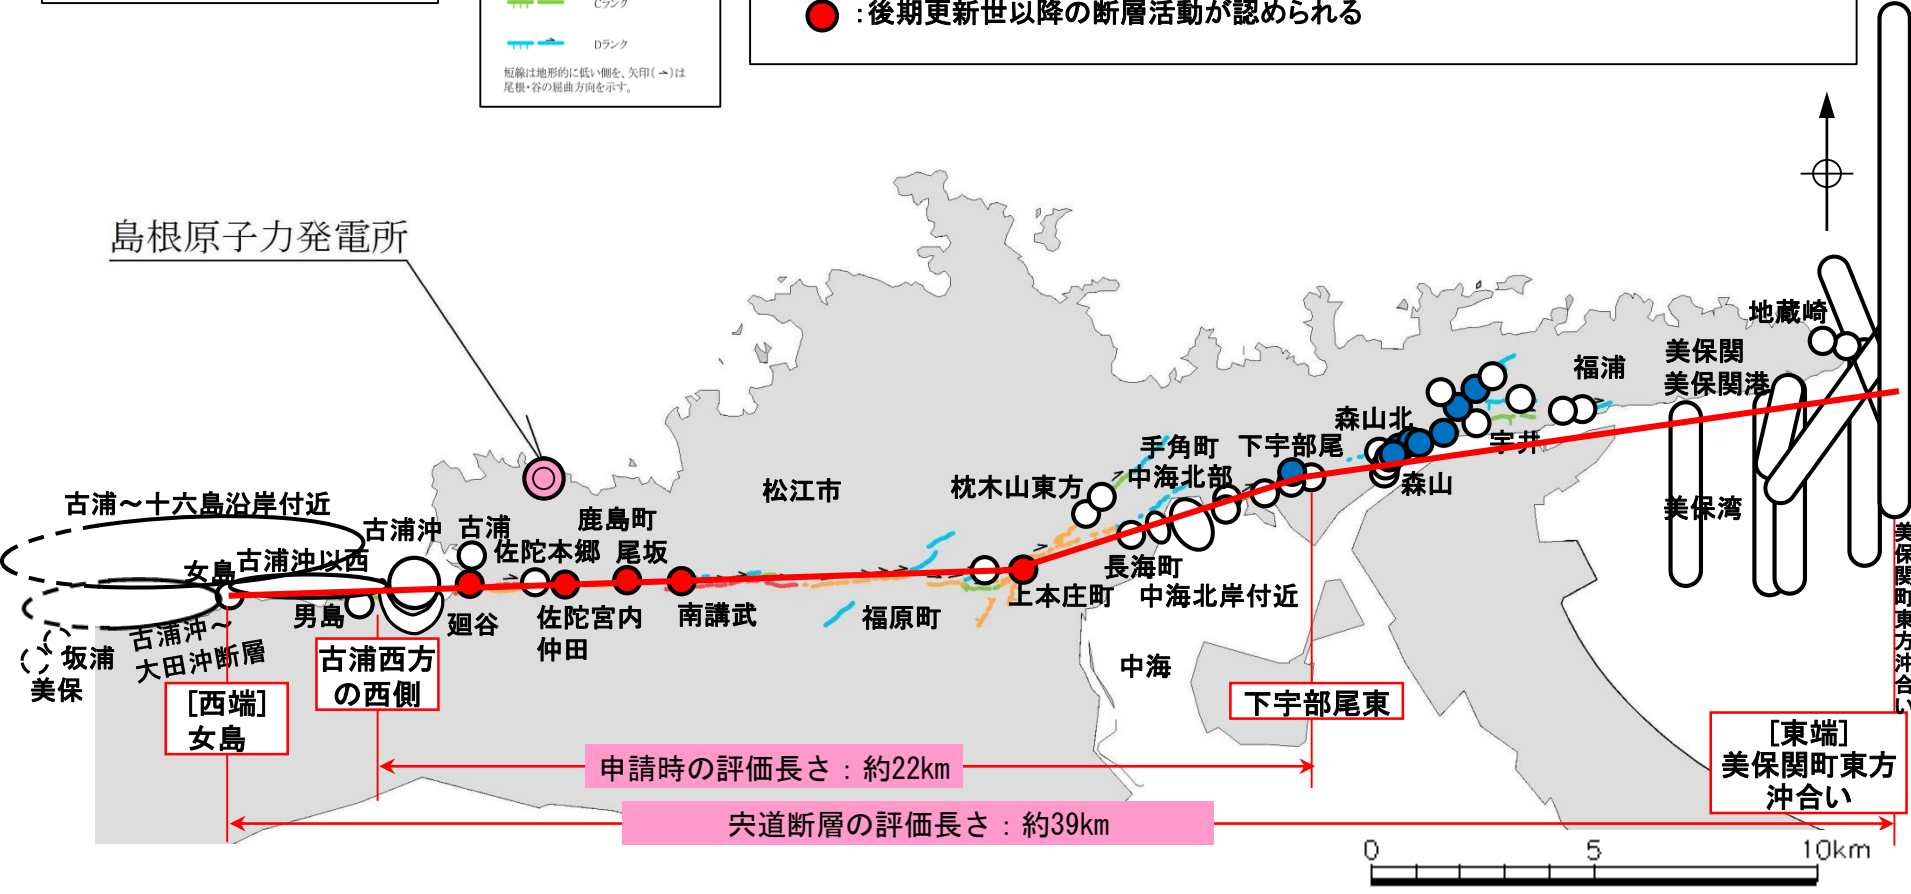 Cランク
Dランク
短線は地形的に低い側を、矢印(→)は
尾根・谷の屈曲方向を示す。
：後期更新世以降の断層活動が認められる
島根原子力発電所
地蔵崎
美保関
美保関港
福浦
森山北
宇井
森山
下宇部尾
手角町
中海北部
枕木山東方
松江市
美保湾
古浦～十六島沿岸付近
古浦沖
古浦
鹿島町
佐陀本郷
尾坂
女島
古浦沖以西
男島
廻谷
佐陀宮内
仲田
南講武
福原町
上本庄町
長海町
中海北岸付近
中海
古浦沖～
大田沖断層
坂浦
美保
美保関町東方沖合い
[西端]
女島
古浦西方
の西側
下宇部尾東
[東端]
美保関町東方
沖合い
申請時の評価長さ：約22km
宍道断層の評価長さ：約39km
0 5 10km